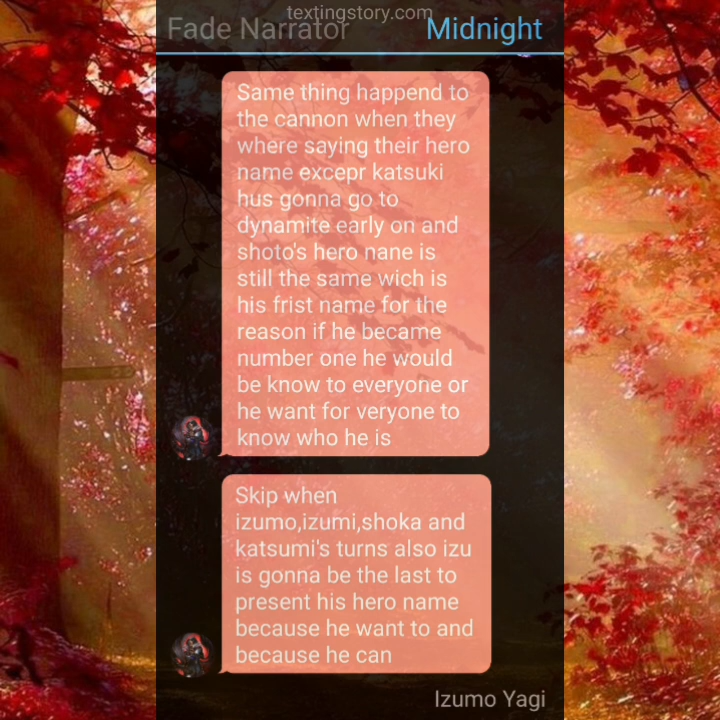 textingstory.com
Fade Narrator Midnight
Same thing happend to
the cannon when they
where saying their hero
name excepr katsuki
hus gonna go to
dynamite early on and
shoto's hero nane is
still the same wich is
his frist name for the
reason if he became
number one he would
be know to everyone or
he want for veryone to
know who he is
Skip when
izumo,izumi,shoka and
katsumi's turns also izu
is gonna be the last to
present his hero name
because he want to and
because he can
Izumo Yagi